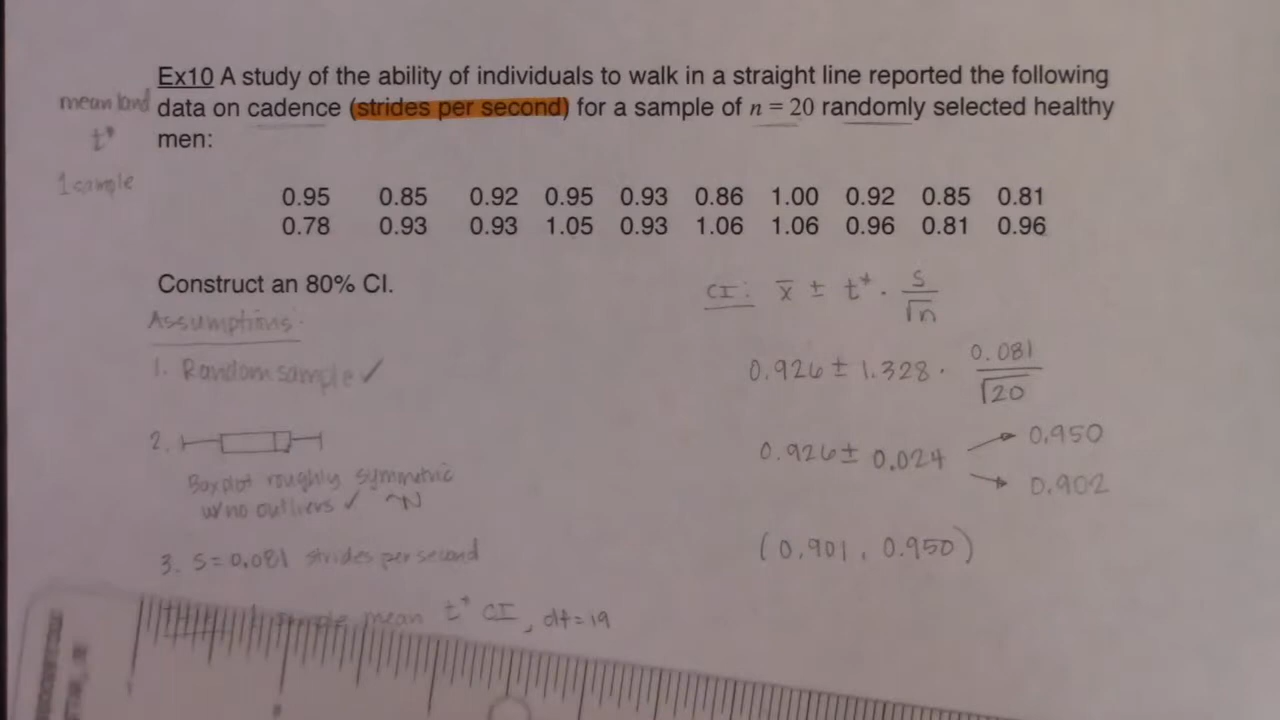 Ex10 A study of the ability of individuals to walk in a straight line reported the following
data on cadence (strides per second) for a sample of n = 20 randomly selected healthy
men:
mean and
t*
1 sample
0.95 0.85 0.92 0.95 0.93 0.86 1.00 0.92 0.85 0.81
0.78 0.93 0.93 1.05 0.93 1.06 1.06 0.96 0.81 0.96
Construct an 80% CI.
Assumptions:
1. Random sample ✓
2.
Boxplot roughly symmetric
w/no outliers ✓ ~N
3. S = 0.081 strides per second
sample mean t* CI, df = 19
CI: x̄ ± t* · s/√n
0.926 ± 1.328 · 0.081/√20
0.926 ± 0.024
0.950
0.902
(0.901, 0.950)